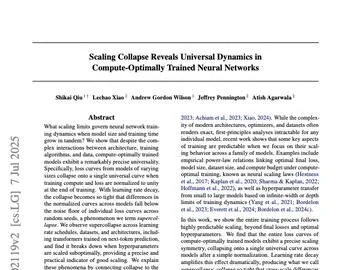 Scaling Collapse Reveals Universal Dynamics in
Compute-Optimally Trained Neural Networks
Shikai Qiu Lechao Xiao Andrew Gordon Wilson Jeffrey Pennington Atish Agarwala
Abstract
What scaling limits govern neural network train-
ing dynamics when model size and training time
grow in tandem? We show that despite the com-
plex interactions between architecture, training
algorithms, and data, compute-optimally trained
models exhibit a remarkably precise universality.
Specifically, loss curves from models of varying
sizes collapse onto a single universal curve when
training compute and loss are normalized to unity
at the end of training. With learning rate decay,
the collapse becomes so tight that differences in
the normalized curves across models fall below
the noise floor of individual loss curves across
random seeds, a phenomenon we term supercol-
lapse. We observe supercollapse across learning
rate schedules, datasets, and architectures, includ-
ing transformers trained on next-token prediction,
and find it breaks down when hyperparameters
are scaled suboptimally, providing a precise and
practical indicator of good scaling. We explain
these phenomena by connecting collapse to the
2023; Achiam et al., 2023; Xiao, 2024). While the complex-
ity of modern architectures, optimizers, and datasets often
renders exact, first-principles analyses intractable for any
individual model, recent work shows that some key aspects
of training are predictable when we focus on their scal-
ing behavior across a family of models. Examples include
empirical power-law relations linking optimal final loss,
model size, dataset size, and compute budget under compute-
optimal training, known as neural scaling laws (Hestness
et al., 2017; Kaplan et al., 2020; Sharma & Kaplan, 2022;
Hoffmann et al., 2022), as well as hyperparameter transfer
from small to large models based on infinite-width or depth
limits of training dynamics (Yang et al., 2021; Bordelon
et al., 2023; Everett et al., 2024; Bordelon et al., 2024a;c).
In this work, we show the entire training process follows
highly predictable scaling, beyond final losses and optimal
hyperparameters. We find that the entire loss curves of
compute-optimally trained models exhibit a precise scaling
symmetry, collapsing onto a single universal curve across
models after a simple normalization. Learning rate decay
amplifies this effect dramatically, producing what we call
02119v2 [cs.LG] 7 Jul 2025